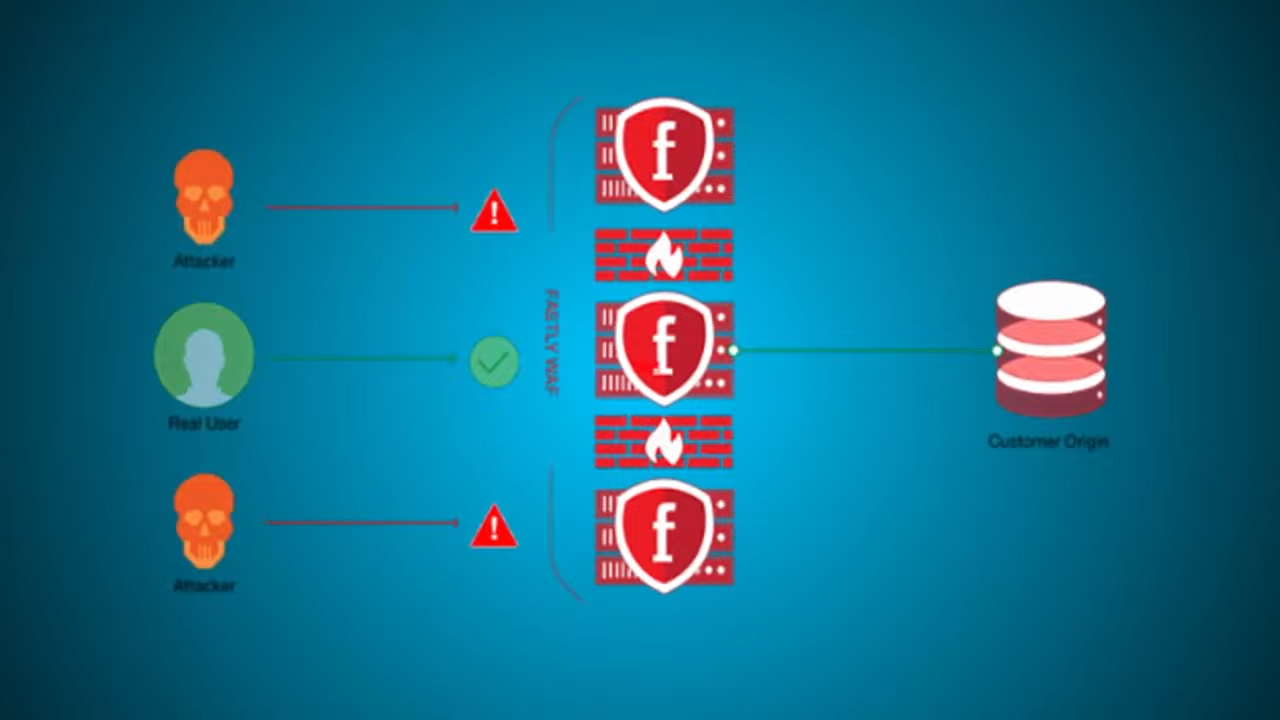 f
Attacker
FASTLY WAF
f
Real User
Customer Origin
f
Attacker